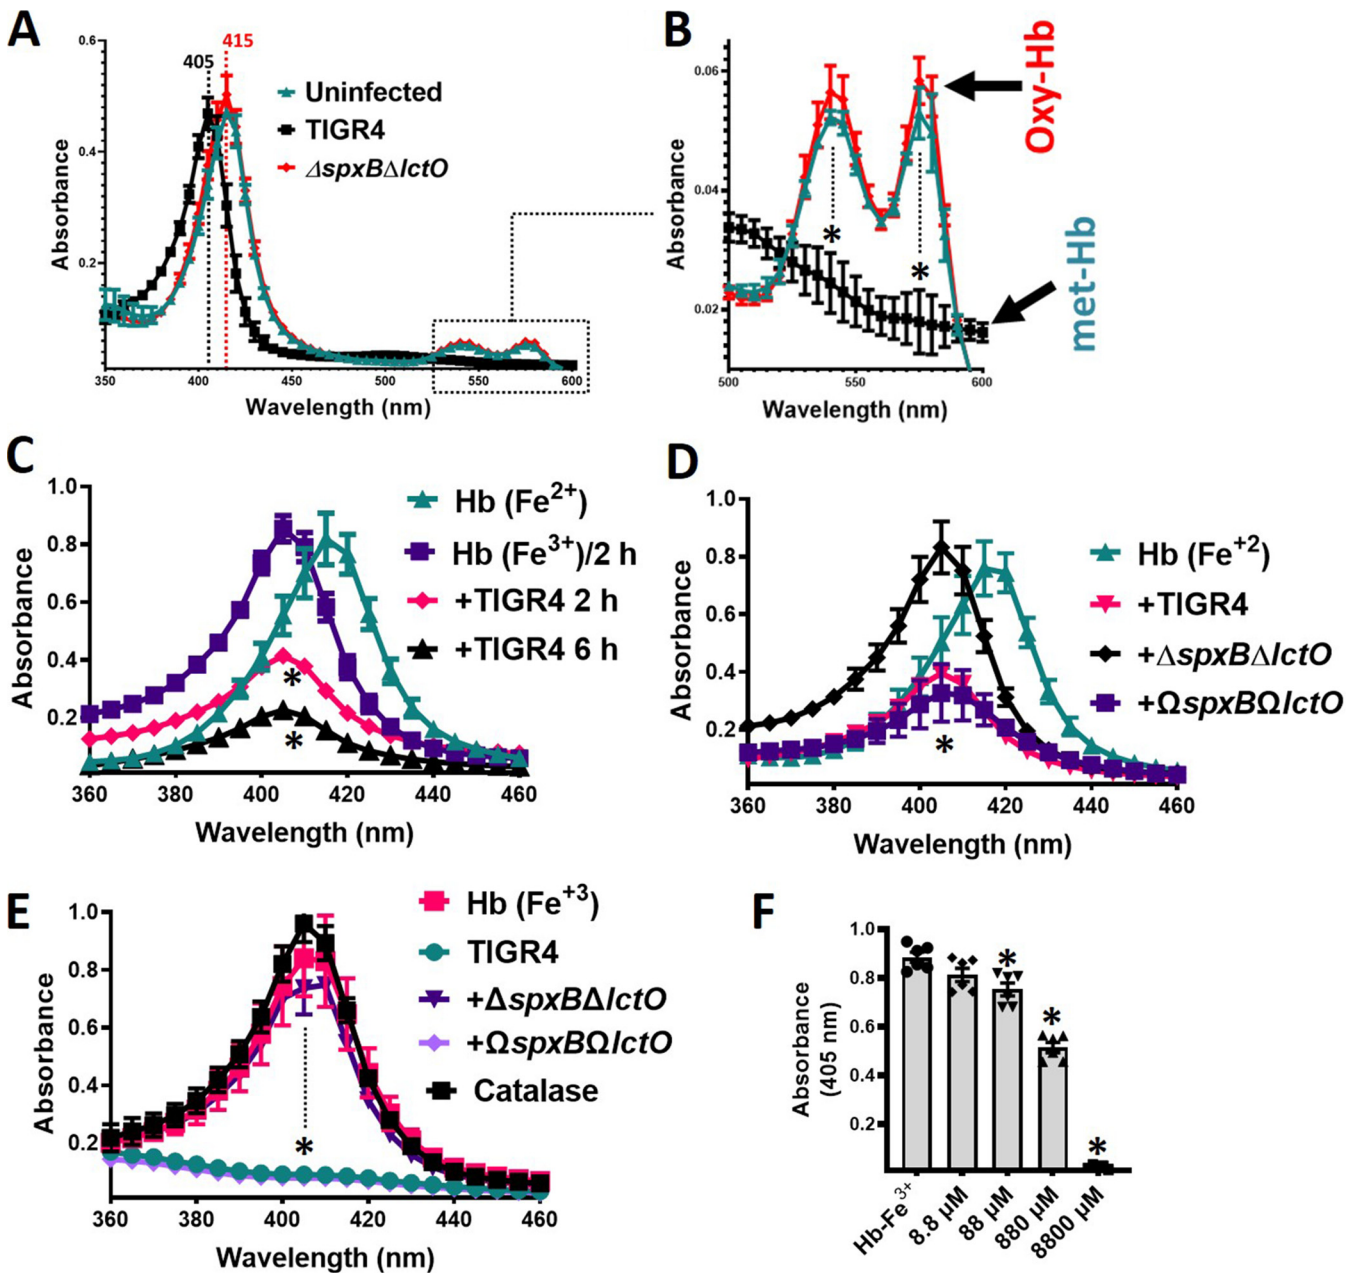 A
0.6
0.4
0.2
Absorbance
405
415
Uninfected
TIGR4
ΔspxBΔlctO
350
400
450
500
550
600
Wavelength (nm)
B
0.06
0.04
0.02
Absorbance
*
*
Oxy-Hb
met-Hb
500
550
600
Wavelength (nm)
C
1.0
0.8
0.6
0.4
0.2
Absorbance
Hb (Fe²⁺)
Hb (Fe³⁺)/2 h
+TIGR4 2 h
+TIGR4 6 h
*
*
360
380
400
420
440
460
Wavelength (nm)
D
1.0
0.8
0.6
0.4
0.2
Absorbance
Hb (Fe⁺²)
+TIGR4
+ΔspxBΔlctO
+ΩspxBΩlctO
*
360
380
400
420
440
460
Wavelength (nm)
E
1.0
0.8
0.6
0.4
0.2
Absorbance
Hb (Fe⁺³)
TIGR4
+ΔspxBΔlctO
+ΩspxBΩlctO
Catalase
*
360
380
400
420
440
460
Wavelength (nm)
F
1.0
0.8
0.6
0.4
0.2
Absorbance
(405 nm)
*
*
*
Hb-Fe³⁺
8.8 µM
88 µM
880 µM
8800 µM